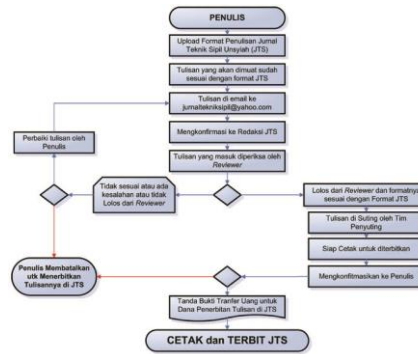 PENULIS
Upload Format Penulisan Jurnal
Teknik Sipil Unsyiah (JTS)
Tulisan yang akan dimuat sudah
sesuai dengan format JTS
Tulisan di email ke
jurnaltekniksipil@yahoo.com
Mengkonfirmasi ke Redaksi JTS
Tulisan yang masuk diperiksa oleh
Reviewer
Perbaiki tulisan oleh
Penulis
Tidak sesuai atau ada
kesalahan atau tidak
Lolos dari Reviewer
Lolos dari Reviewer dan formatnya
sesuai dengan Format JTS
Tulisan di Suting oleh Tim
Penyuting
Siap Cetak untuk diterbitkan
Mengkonfitmasikan ke Penulis
Penulis Membatalkan
utk Menerbitkan
Tulisannya di JTS
Tanda Bukti Tranfer Uang untuk
Dana Penerbitan Tulisan di JTS
CETAK dan TERBIT JTS